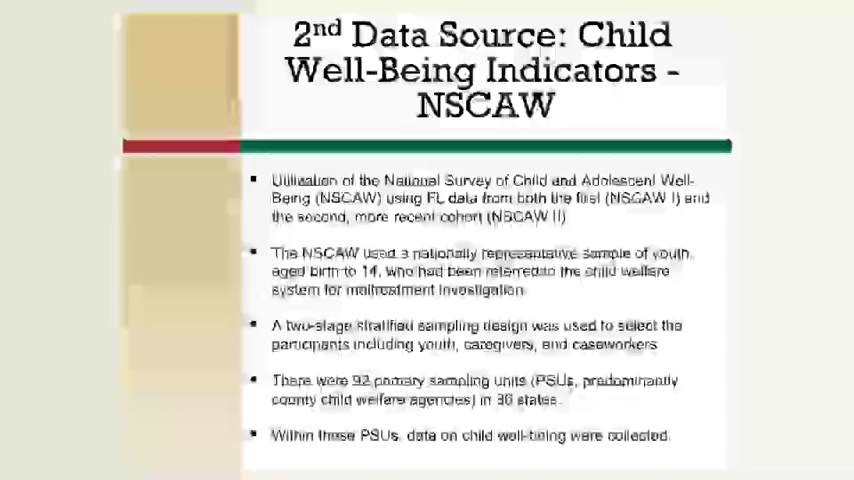 2nd Data Source: Child
Well-Being Indicators -
NSCAW
▪ Utilization of the National Survey of Child and Adolescent Well-
Being (NSCAW) using FL data from both the first (NSCAW I) and
the second, more recent cohort (NSCAW II)
▪ The NSCAW used a nationally representative sample of youth,
aged birth to 14, who had been referred to the child welfare
system for maltreatment investigation
▪ A two-stage stratified sampling design was used to select the
participants including youth, caregivers, and caseworkers
▪ There were 92 primary sampling units (PSUs, predominantly
county child welfare agencies) in 36 states.
▪ Within these PSUs, data on child well-being were collected.